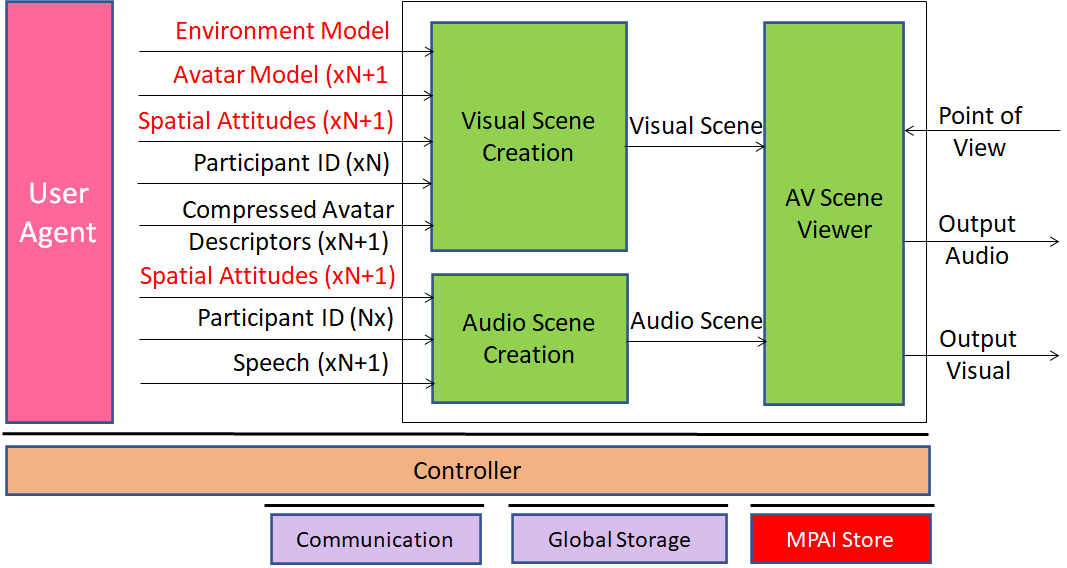 Environment Model
Avatar Model (xN+1
Spatial Attitudes (xN+1)
Participant ID (xN)
Compressed Avatar
Descriptors (xN+1)
Spatial Attitudes (xN+1)
Participant ID (Nx)
Speech (xN+1)
User
Agent
Visual Scene
Creation
Audio Scene
Creation
Visual Scene
Audio Scene
AV Scene
Viewer
Point of
View
Output
Audio
Output
Visual
Controller
Communication
Global Storage
MPAI Store